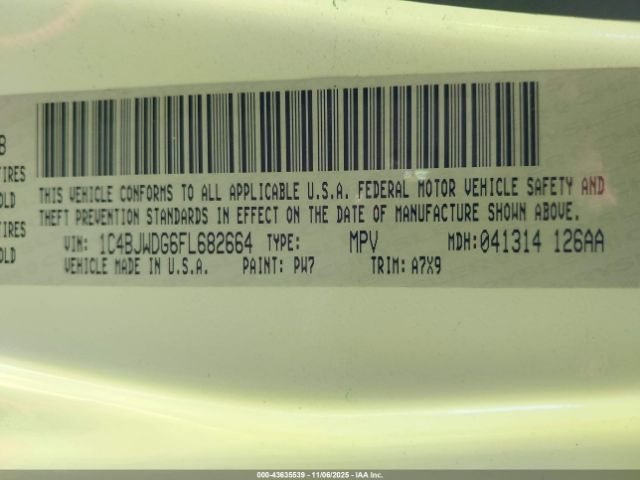 8
TIRES
OLD
TIRES
OLD
THIS VEHICLE CONFORMS TO ALL APPLICABLE U.S.A. FEDERAL MOTOR VEHICLE SAFETY AND
THEFT PREVENTION STANDARDS IN EFFECT ON THE DATE OF MANUFACTURE SHOWN ABOVE.
VIN: 1C4BJWDG6FL682664 TYPE: MPV MDH: 041314 126AA
VEHICLE MADE IN U.S.A. PAINT: PW7 TRIM: A7X9
000-43635539 - 11/06/2025 - IAA Inc.